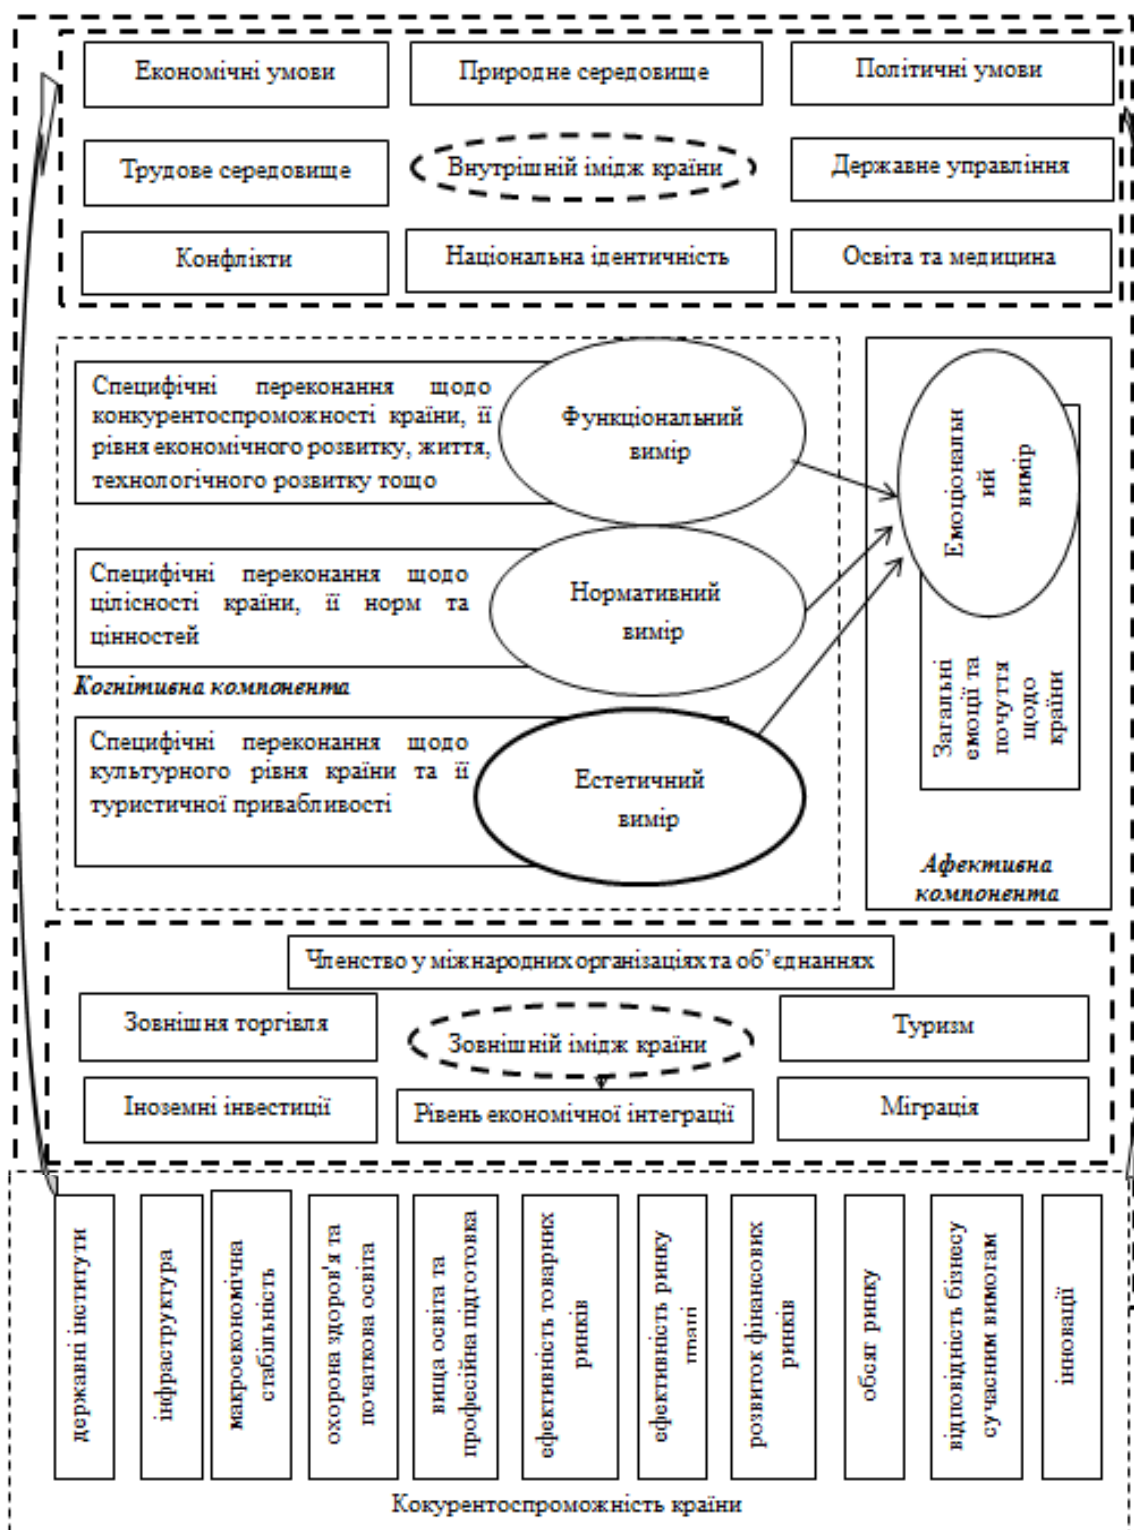 Економічні умови
Природне середовище
Політичні умови
Трудове середовище
Внутрішній імідж країни
Державне управління
Конфлікти
Національна ідентичність
Освіта та медицина
Специфічні переконання щодо
конкурентоспроможності країни, її
рівня економічного розвитку, життя,
технологічного розвитку тощо
Функціональний
вимір
Специфічні переконання щодо
цілісності країни, її норм та
цінностей
Нормативний
вимір
Когнітивна компонента
Специфічні переконання щодо
культурного рівня країни та її
туристичної привабливості
Естетичний
вимір
Емоціональн
ий
вимір
Загальні
емоції та
почуття
щодо
країни
Афективна
компонента
Членство у міжнародних організаціях та об’єднаннях
Зовнішня торгівля
Зовнішній імідж країни
Туризм
Іноземні інвестиції
Рівень економічної інтеграції
Міграція
державні інститути
інфраструктура
макроекономічна
стабільність
охорона здоров'я та
початкова освіта
вища освіта та
професійна підготовка
ефективність товарних
ринків
ефективність ринку
розвиток фінансових
ринків
обсяг ринку
відповідність бізнесу
сучасним вимогам
інновації
Кокурентоспроможність країни